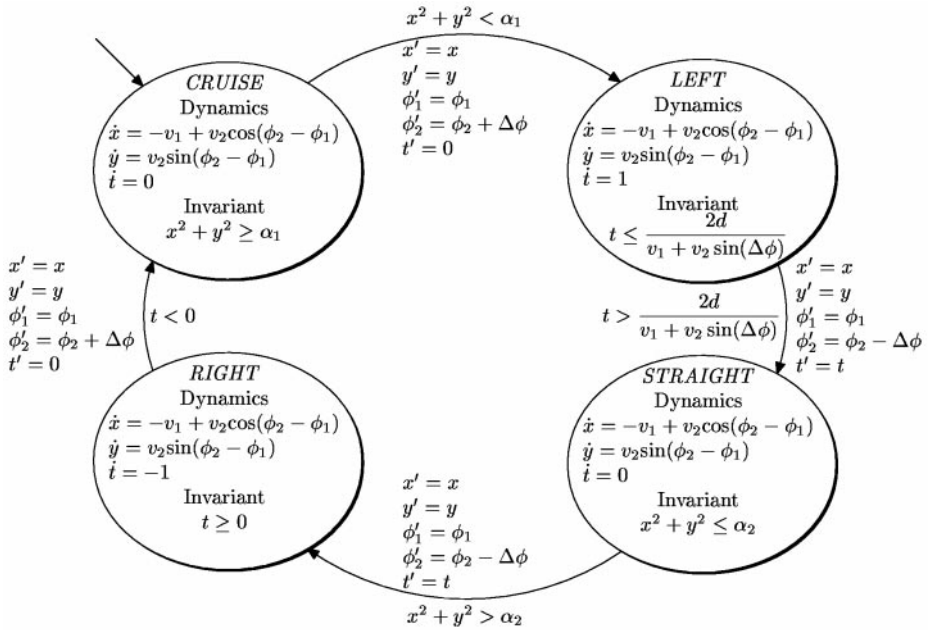 x² + y² < α₁
x′ = x
y′ = y
ϕ′₁ = ϕ₁
ϕ′₂ = ϕ₂ + Δϕ
t′ = 0
CRUISE
Dynamics
ẋ = −v₁ + v₂cos(ϕ₂ − ϕ₁)
ẏ = v₂sin(ϕ₂ − ϕ₁)
ṫ = 0
Invariant
x² + y² ≥ α₁
LEFT
Dynamics
ẋ = −v₁ + v₂cos(ϕ₂ − ϕ₁)
ẏ = v₂sin(ϕ₂ − ϕ₁)
ṫ = 1
Invariant
t ≤ 2d / (v₁ + v₂ sin(Δϕ))
x′ = x
y′ = y
ϕ′₁ = ϕ₁
ϕ′₂ = ϕ₂ + Δϕ
t′ = 0
t < 0
t > 2d / (v₁ + v₂ sin(Δϕ))
x′ = x
y′ = y
ϕ′₁ = ϕ₁
ϕ′₂ = ϕ₂ − Δϕ
t′ = t
RIGHT
Dynamics
ẋ = −v₁ + v₂cos(ϕ₂ − ϕ₁)
ẏ = v₂sin(ϕ₂ − ϕ₁)
ṫ = −1
Invariant
t ≥ 0
STRAIGHT
Dynamics
ẋ = −v₁ + v₂cos(ϕ₂ − ϕ₁)
ẏ = v₂sin(ϕ₂ − ϕ₁)
ṫ = 0
Invariant
x² + y² ≤ α₂
x′ = x
y′ = y
ϕ′₁ = ϕ₁
ϕ′₂ = ϕ₂ − Δϕ
t′ = t
x² + y² > α₂